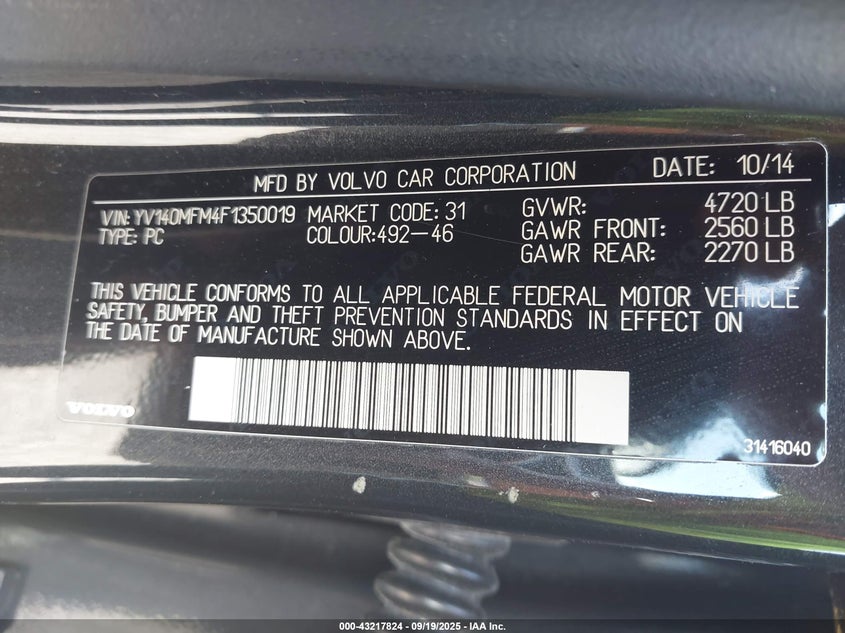 MFD BY VOLVO CAR CORPORATION DATE: 10/14
VIN: YV140MFM4F1350019 MARKET CODE: 31 GVWR: 4720 LB
TYPE: PC COLOUR:492-46 GAWR FRONT: 2560 LB
GAWR REAR: 2270 LB
THIS VEHICLE CONFORMS TO ALL APPLICABLE FEDERAL MOTOR VEHICLE
SAFETY, BUMPER AND THEFT PREVENTION STANDARDS IN EFFECT ON
THE DATE OF MANUFACTURE SHOWN ABOVE.
VOLVO
31416040
000-43217824 - 09/19/2025 - IAA Inc.